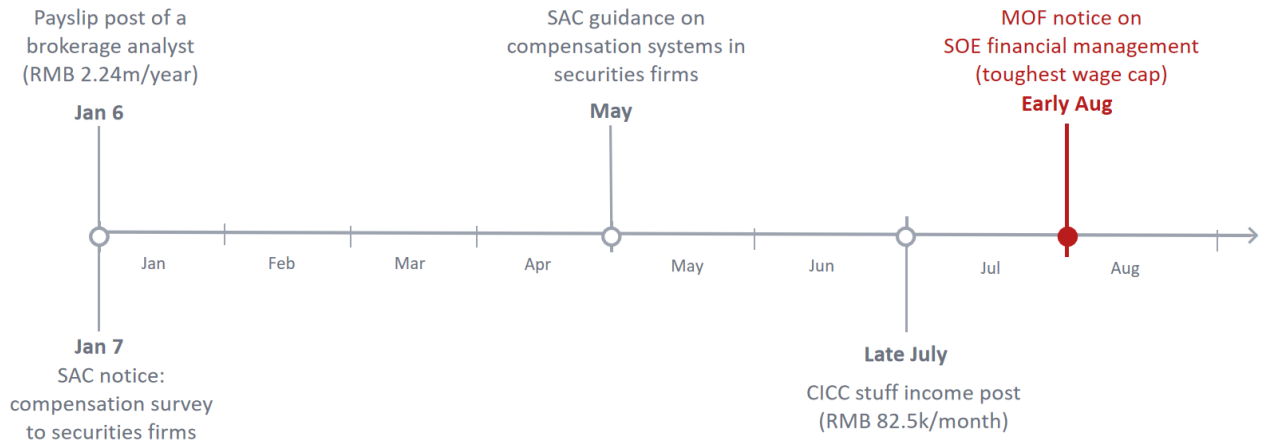 Payslip post of a
brokerage analyst
(RMB 2.24m/year)
Jan 6
SAC guidance on
compensation systems in
securities firms
May
MOF notice on
SOE financial management
(toughest wage cap)
Early Aug
Jan
Feb
Mar
Apr
May
Jun
Jul
Aug
Jan 7
SAC notice:
compensation survey
to securities firms
Late July
CICC stuff income post
(RMB 82.5k/month)